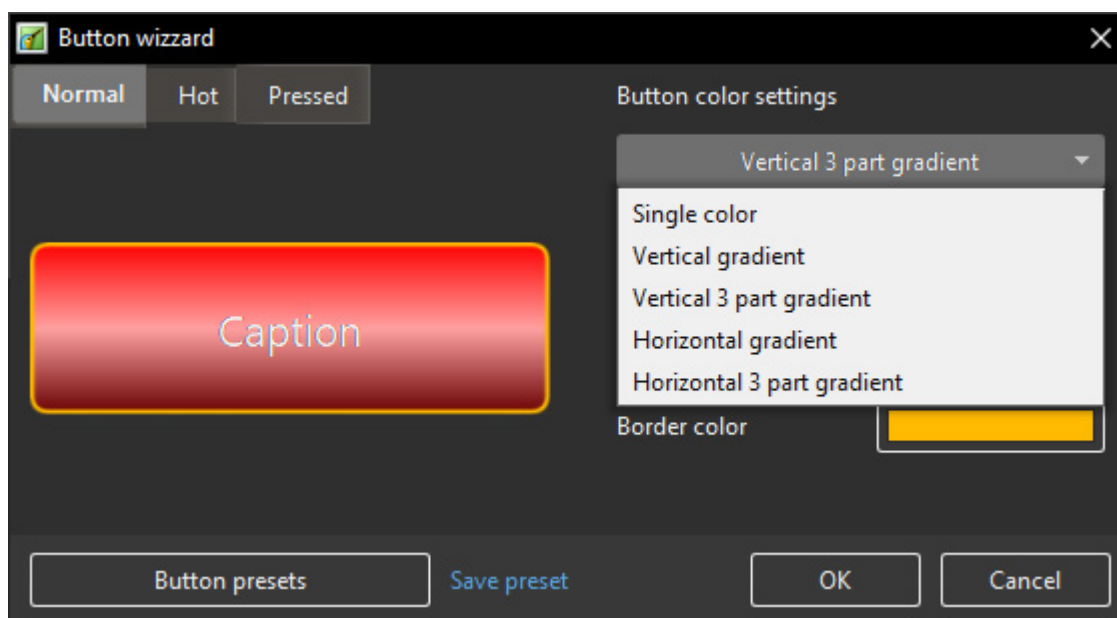 Button wizzard
Normal Hot Pressed
Caption
Button color settings
Vertical 3 part gradient
Single color
Vertical gradient
Vertical 3 part gradient
Horizontal gradient
Horizontal 3 part gradient
Border color
Button presets Save preset OK Cancel